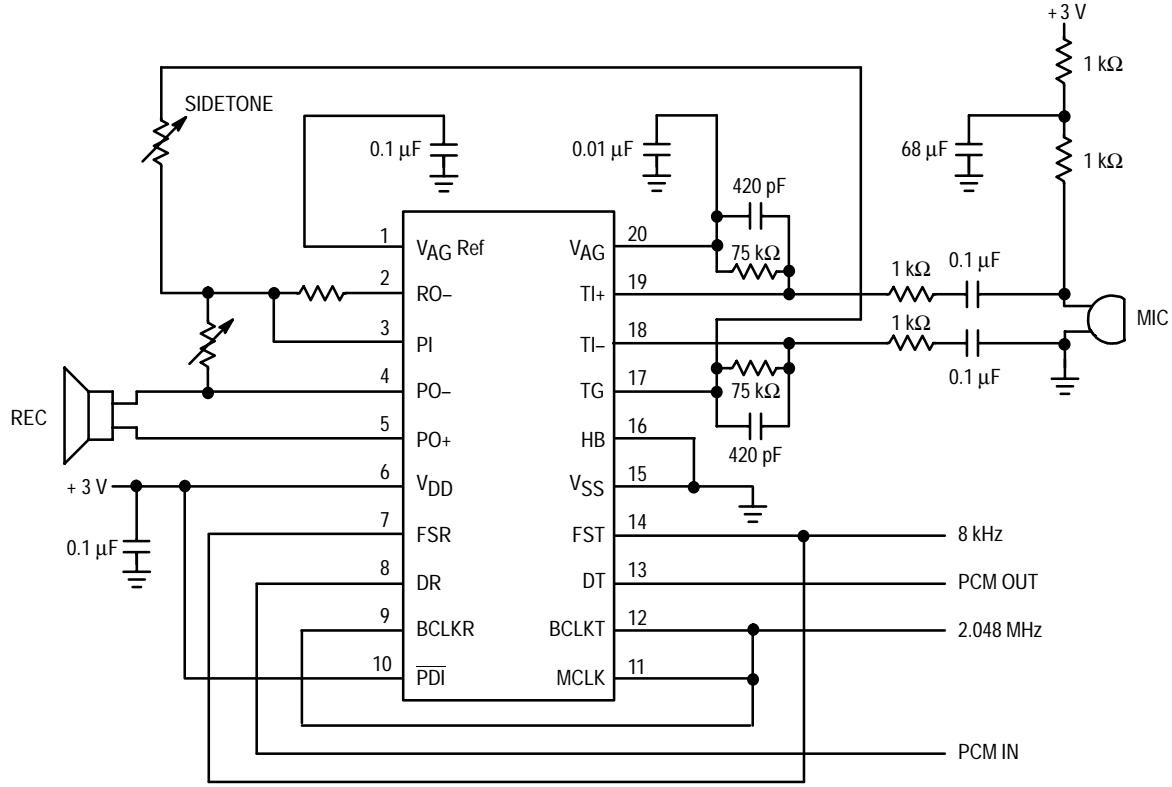 + 3 V
1 kΩ
SIDETONE
0.1 μF
0.01 μF
68 μF
1 kΩ
420 pF
1
VAG Ref
VAG
20
75 kΩ
1 kΩ
0.1 μF
2
RO–
TI+
19
MIC
3
PI
TI–
18
1 kΩ
0.1 μF
4
PO–
TG
17
75 kΩ
REC
5
PO+
HB
16
420 pF
+ 3 V
6
VDD
VSS
15
7
FSR
FST
14
8 kHz
0.1 μF
8
DR
DT
13
PCM OUT
9
BCLKR
BCLKT
12
2.048 MHz
10
PDI
MCLK
11
PCM IN